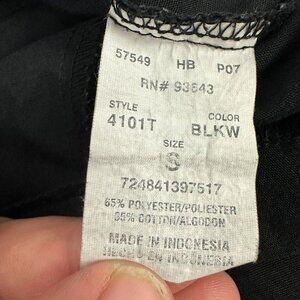 57549 HB P07
RN# 93643
STYLE COLOR
4101T BLKW
SIZE
S
724841397517
65% POLYESTER/POLIESTER
35% COTTON/ALGODON
MADE IN INDONESIA
HECHO EN INDONESIA